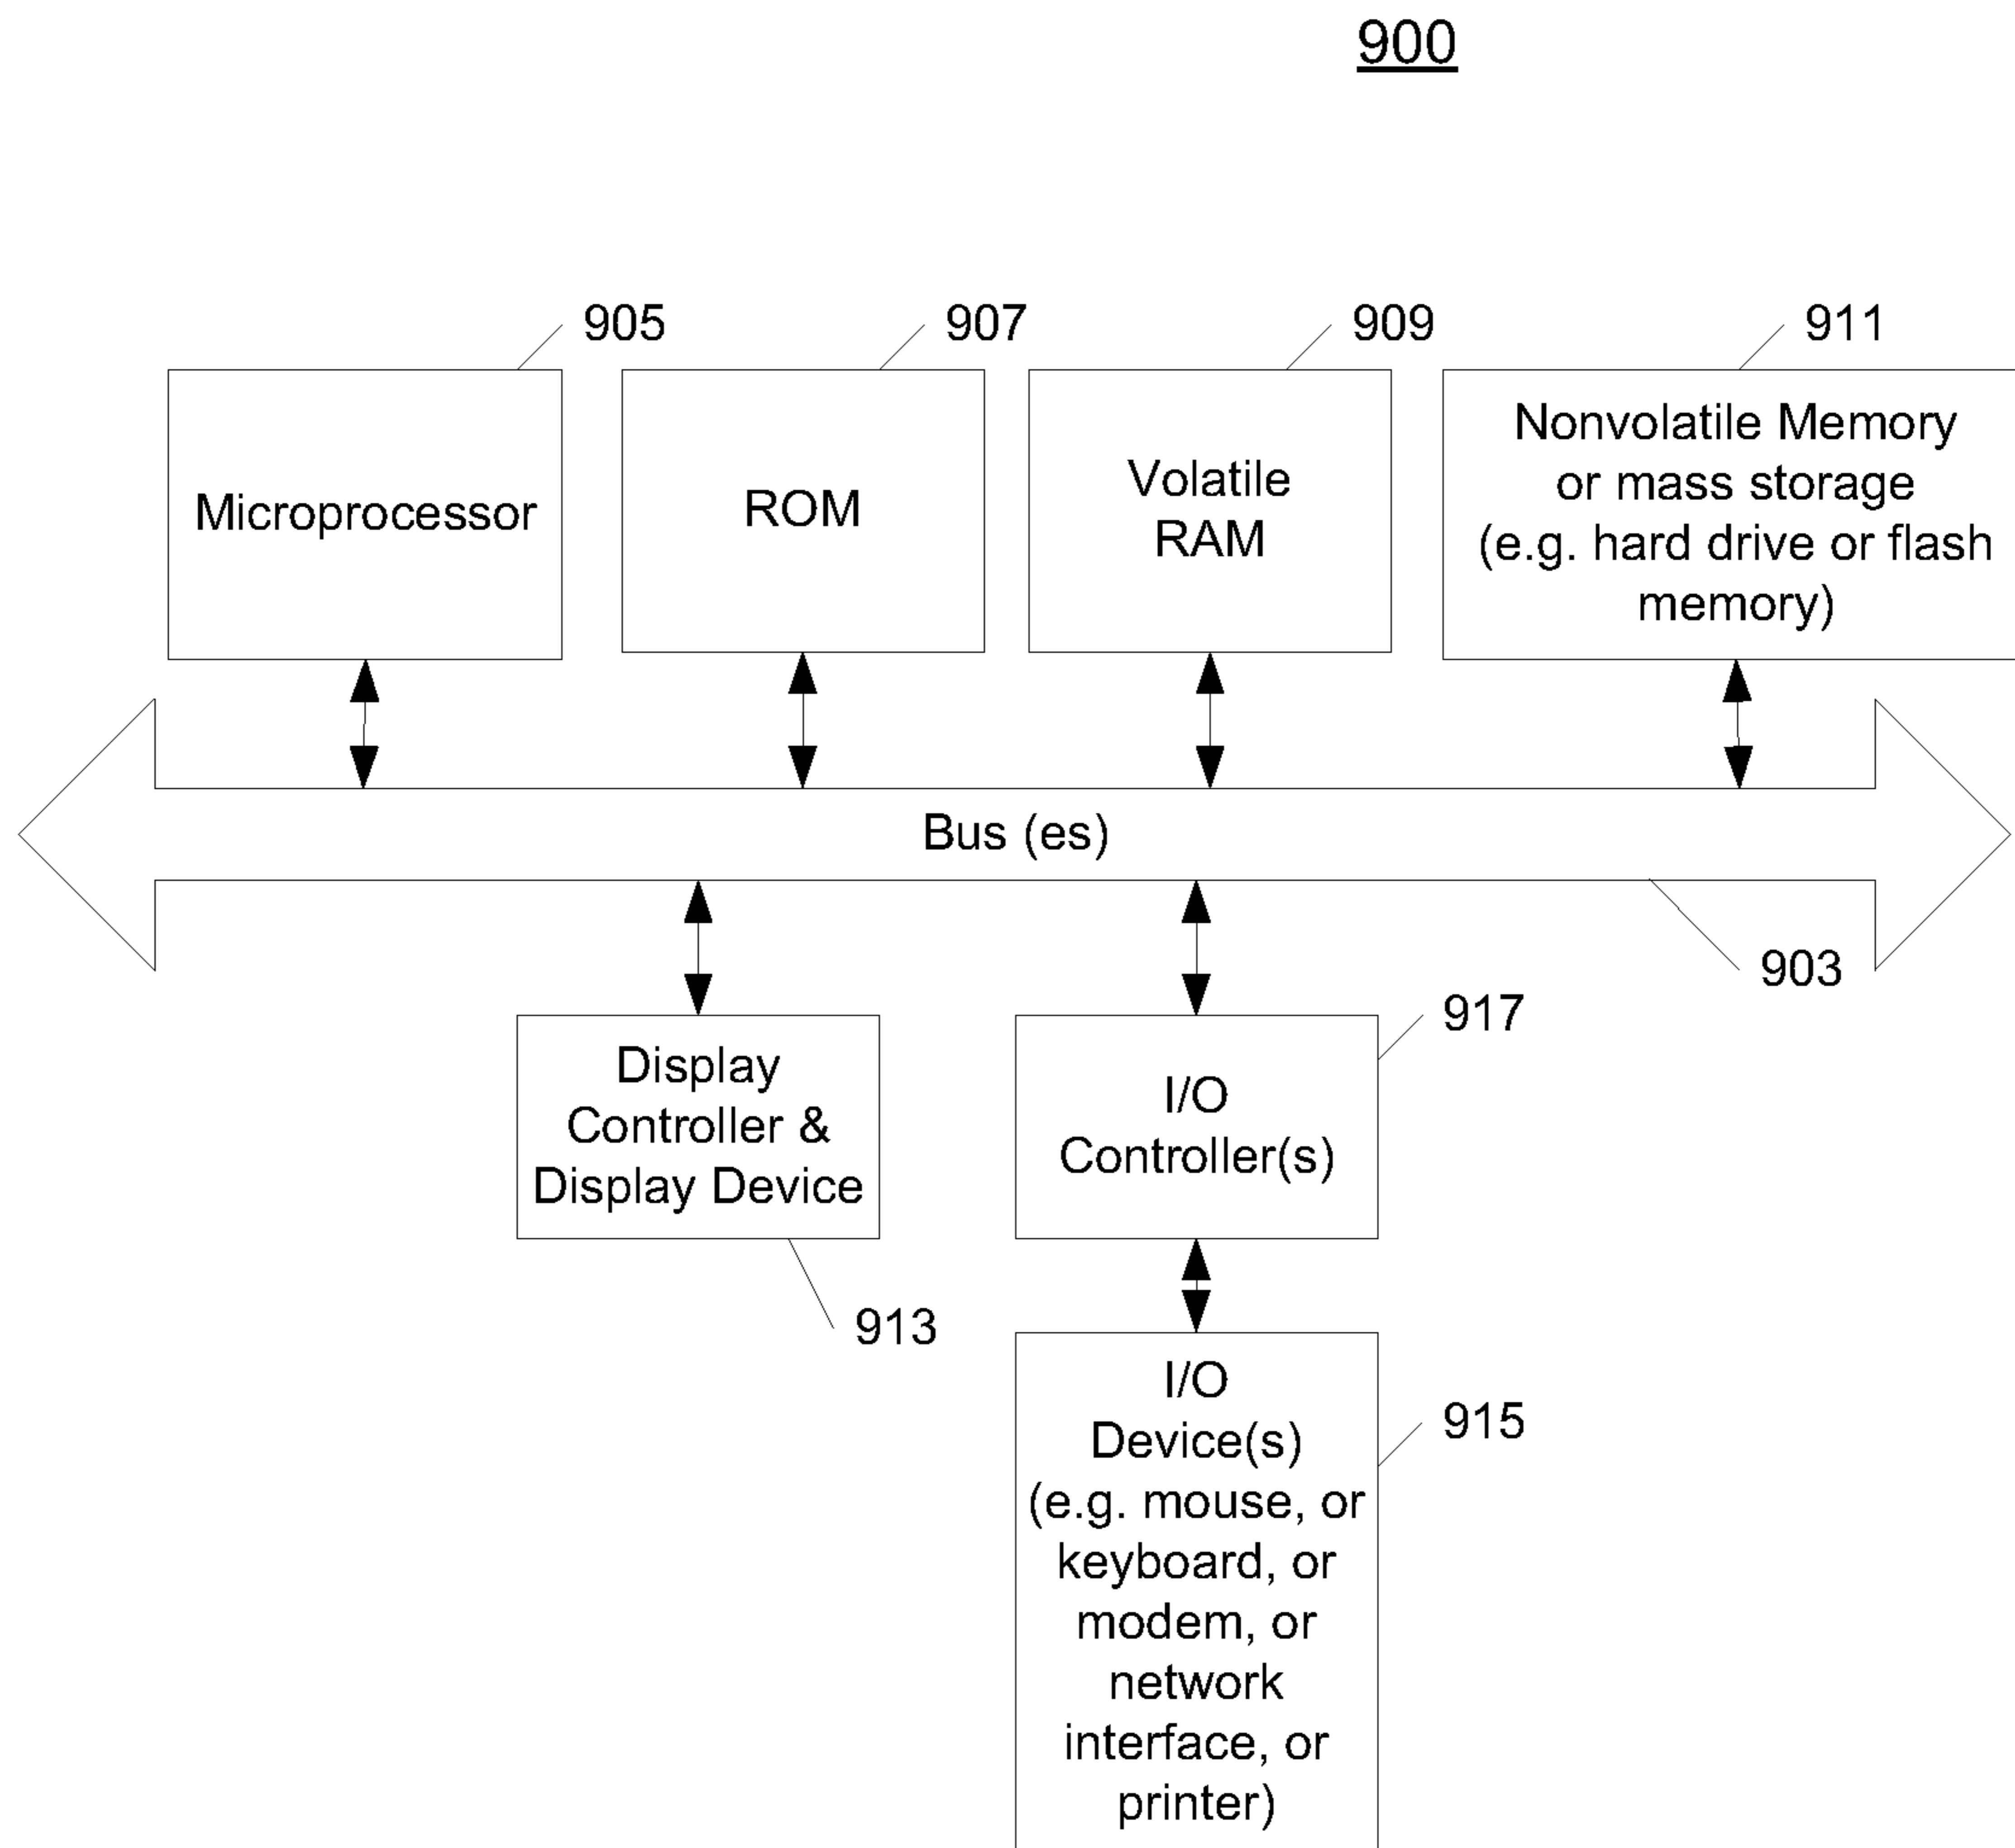 900
905
907
909
911
Microprocessor
ROM
Volatile
RAM
Nonvolatile Memory
or mass storage
(e.g. hard drive or flash
memory)
Bus (es)
903
Display
Controller &
Display Device
913
I/O
Controller(s)
917
I/O
Device(s)
(e.g. mouse, or
keyboard, or
modem, or
network
interface, or
printer)
915